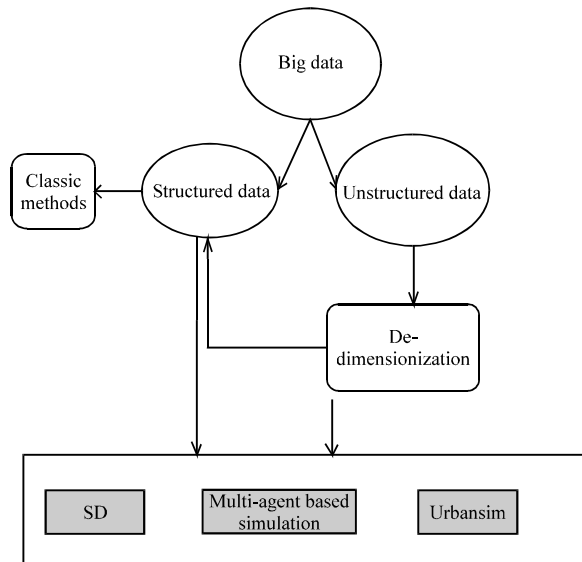 Big data
Classic
methods
Structured data
Unstructured data
De-
dimensionization
SD
Multi-agent based
simulation
Urbansim